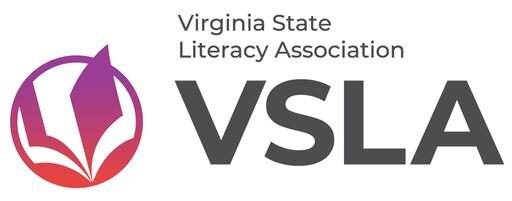 Virginia State
Literacy Association
VSLA